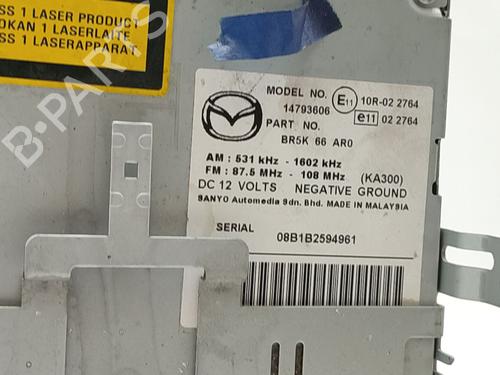 SS 1 LASER PRODUCT
OKAN 1 LASERLAITE
SS 1 LASERAPPARAT
MODEL NO.
14793606
PART NO.
BR5K 66 AR0
E11 10R-02 2764
e11 02 2764
AM : 531 kHz - 1602 kHz
FM : 87.5 MHz - 108 MHz (KA300)
DC 12 VOLTS NEGATIVE GROUND
SANYO Automedia Sdn. Bhd. MADE IN MALAYSIA
SERIAL 08B1B2594961
B-PARTS